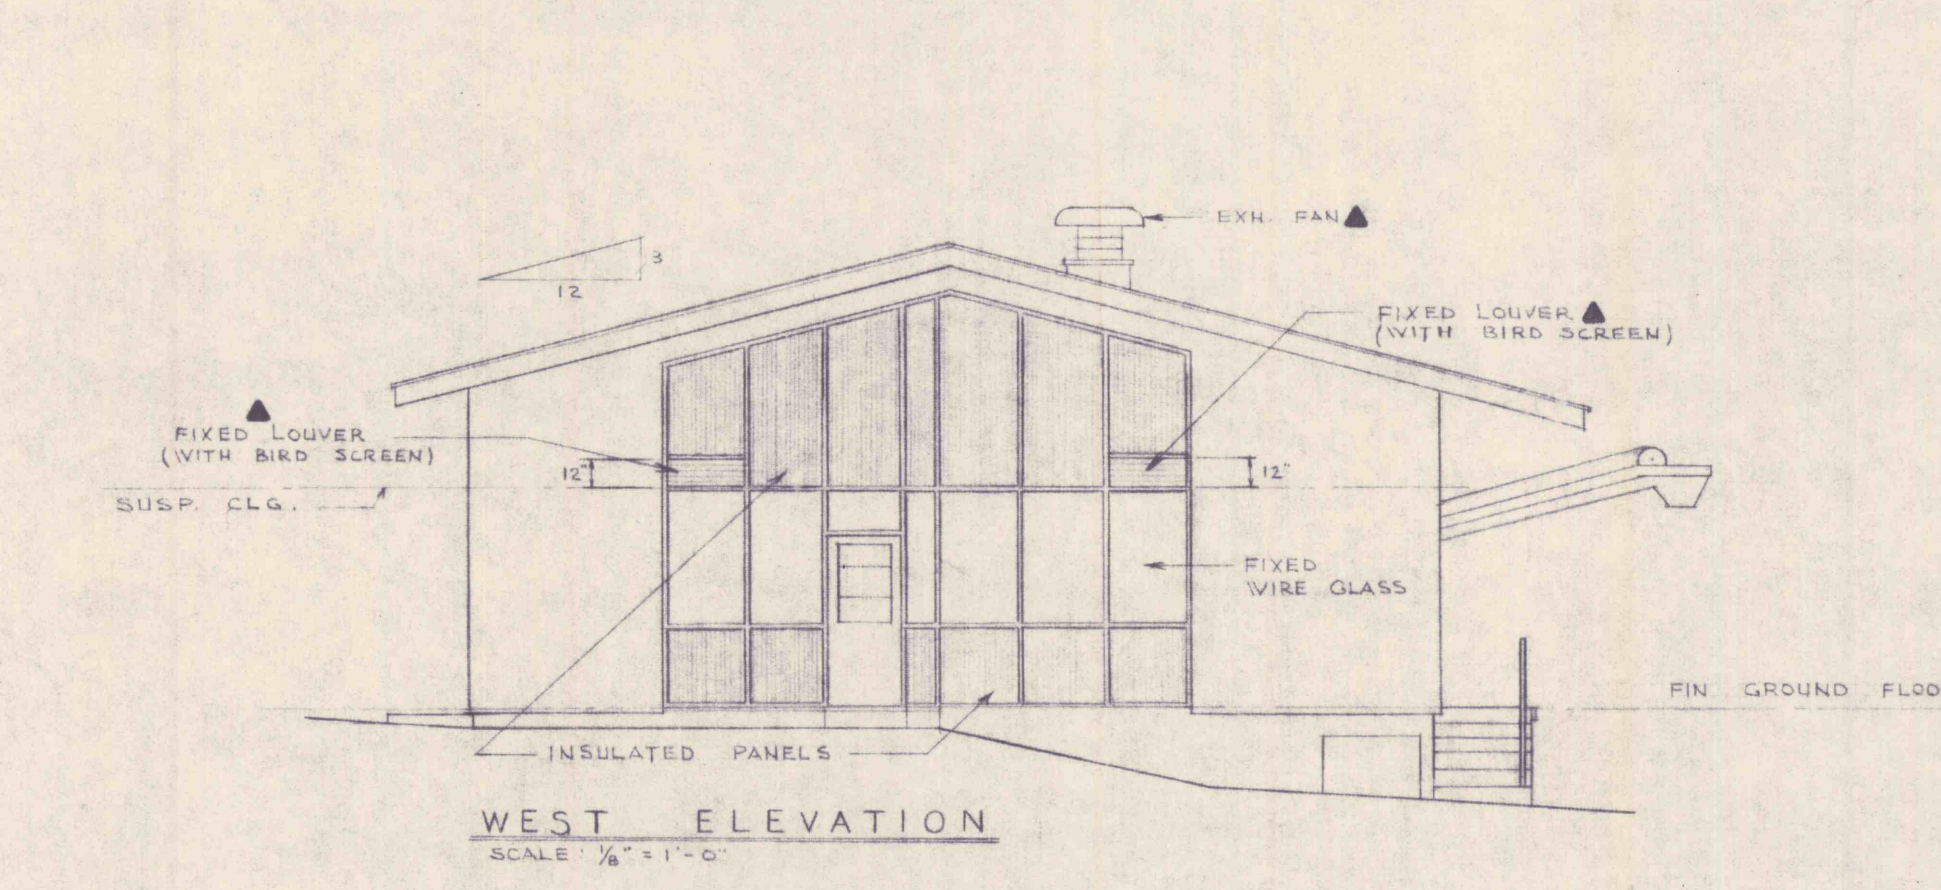 EXH. FAN
3
12
FIXED LOUVER
(WITH BIRD SCREEN)
FIXED LOUVER
(WITH BIRD SCREEN)
12"
12"
SUSP. CLG.
FIXED
WIRE GLASS
FIN GROUND FLOO
INSULATED PANELS
WEST ELEVATION
SCALE: 1/8" = 1'-0"